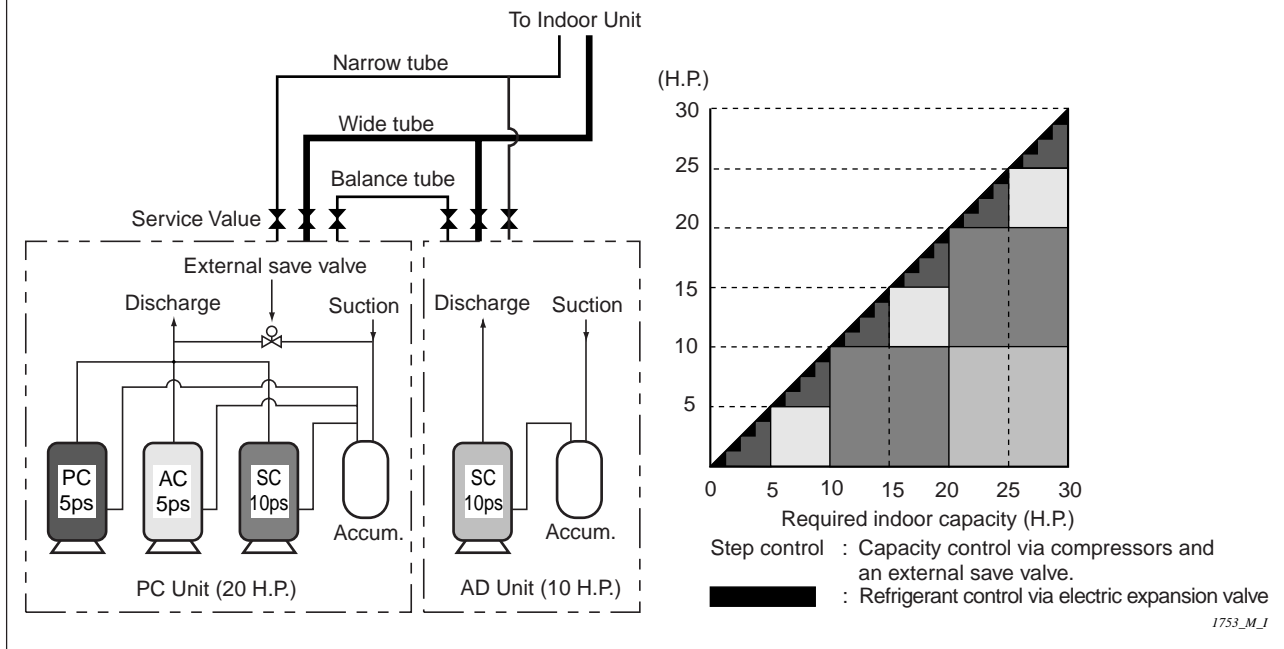 To Indoor Unit
Narrow tube
Wide tube
Balance tube
Service Value
External save valve
Discharge
Suction
PC
5ps
AC
5ps
SC
10ps
Accum.
PC Unit (20 H.P.)
Discharge
Suction
SC
10ps
Accum.
AD Unit (10 H.P.)
(H.P.)
30
25
20
15
10
5
0 5 10 15 20 25 30
Required indoor capacity (H.P.)
Step control : Capacity control via compressors and
an external save valve.
: Refrigerant control via electric expansion valve
1753_M_I